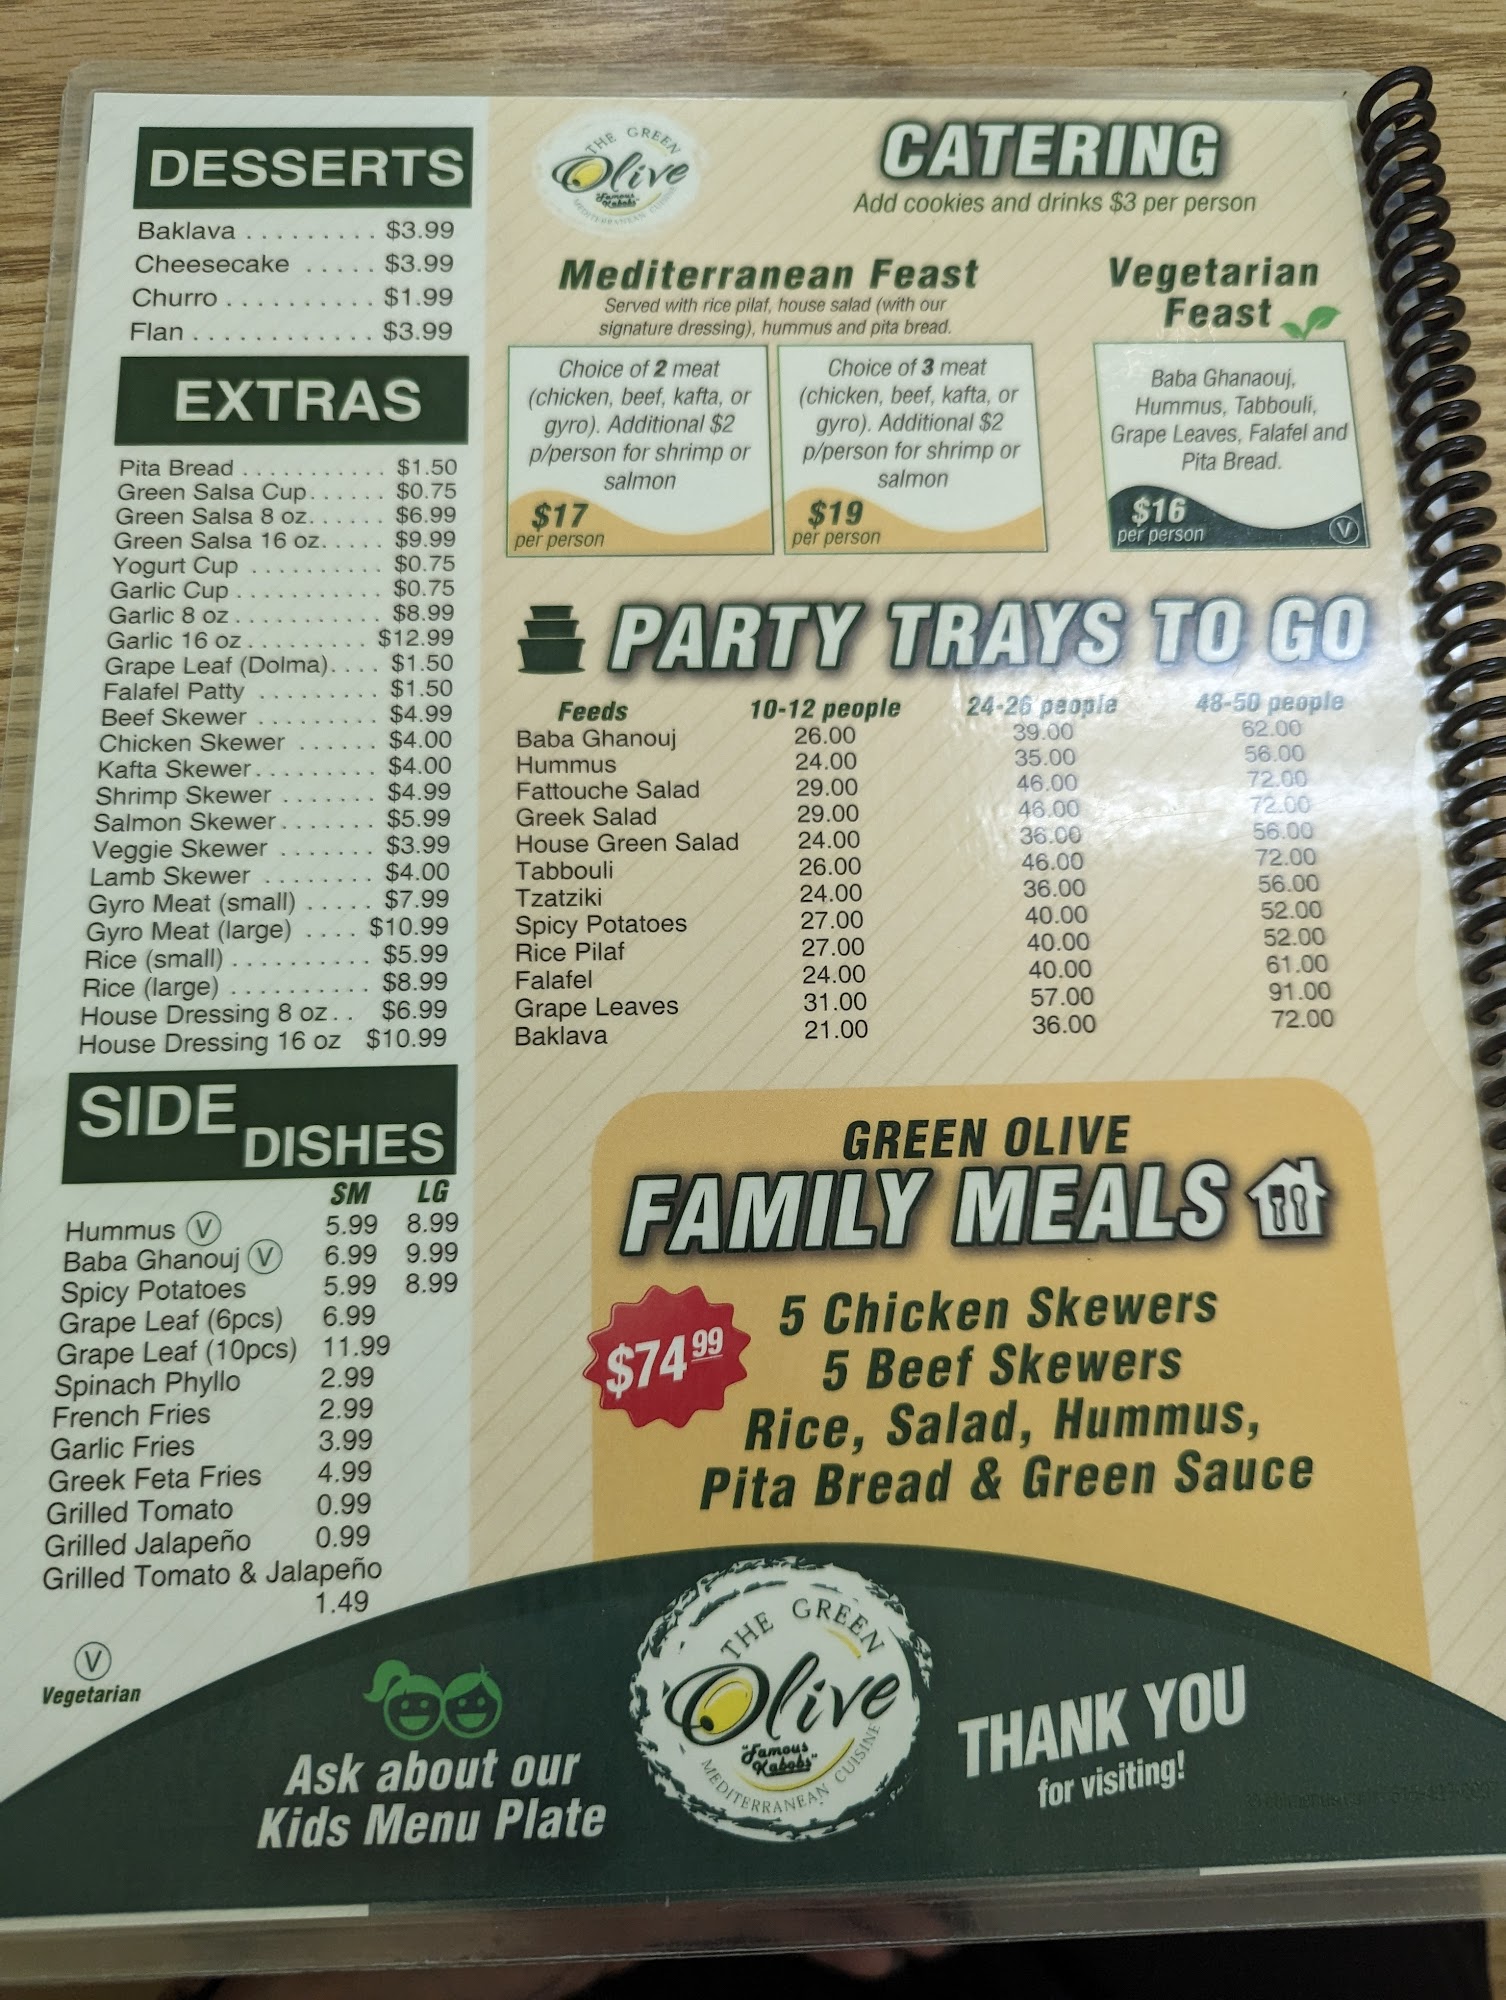 DESSERTS
Baklava . . . . . . . . . $3.99
Cheesecake . . . . . $3.99
Churro . . . . . . . . . . $1.99
Flan . . . . . . . . . . . . $3.99
EXTRAS
Pita Bread . . . . . . . . . . . $1.50
Green Salsa Cup. . . . . . $0.75
Green Salsa 8 oz. . . . . . $6.99
Green Salsa 16 oz. . . . . $9.99
Yogurt Cup . . . . . . . . . . $0.75
Garlic Cup . . . . . . . . . . . $0.75
Garlic 8 oz . . . . . . . . . . . $8.99
Garlic 16 oz . . . . . . . . . $12.99
Grape Leaf (Dolma). . . . $1.50
Falafel Patty . . . . . . . . . $1.50
Beef Skewer . . . . . . . . . $4.99
Chicken Skewer . . . . . . $4.00
Kafta Skewer. . . . . . . . . $4.00
Shrimp Skewer . . . . . . . $4.99
Salmon Skewer. . . . . . . $5.99
Veggie Skewer . . . . . . . $3.99
Lamb Skewer . . . . . . . . $4.00
Gyro Meat (small) . . . . . $7.99
Gyro Meat (large) . . . . $10.99
Rice (small) . . . . . . . . . . $5.99
Rice (large) . . . . . . . . . . $8.99
House Dressing 8 oz . . $6.99
House Dressing 16 oz $10.99
SIDE DISHES
SM LG
Hummus V 5.99 8.99
Baba Ghanouj V 6.99 9.99
Spicy Potatoes 5.99 8.99
Grape Leaf (6pcs) 6.99
Grape Leaf (10pcs) 11.99
Spinach Phyllo 2.99
French Fries 2.99
Garlic Fries 3.99
Greek Feta Fries 4.99
Grilled Tomato 0.99
Grilled Jalapeño 0.99
Grilled Tomato & Jalapeño
1.49
V
Vegetarian
THE GREEN
Olive
"Famous
Kabobs"
MEDITERRANEAN CUISINE
CATERING
Add cookies and drinks $3 per person
Mediterranean Feast
Served with rice pilaf, house salad (with our
signature dressing), hummus and pita bread.
Choice of 2 meat
(chicken, beef, kafta, or
gyro). Additional $2
p/person for shrimp or
salmon
$17
per person
Choice of 3 meat
(chicken, beef, kafta, or
gyro). Additional $2
p/person for shrimp or
salmon
$19
per person
Vegetarian
Feast
Baba Ghanaouj,
Hummus, Tabbouli,
Grape Leaves, Falafel and
Pita Bread.
$16
per person
V
PARTY TRAYS TO GO
Feeds 10-12 people 24-26 people 48-50 people
Baba Ghanouj 26.00 39.00 62.00
Hummus 24.00 35.00 56.00
Fattouche Salad 29.00 46.00 72.00
Greek Salad 29.00 46.00 72.00
House Green Salad 24.00 36.00 56.00
Tabbouli 26.00 46.00 72.00
Tzatziki 24.00 36.00 56.00
Spicy Potatoes 27.00 40.00 52.00
Rice Pilaf 27.00 40.00 52.00
Falafel 24.00 40.00 61.00
Grape Leaves 31.00 57.00 91.00
Baklava 21.00 36.00 72.00
GREEN OLIVE
FAMILY MEALS
$74.99
5 Chicken Skewers
5 Beef Skewers
Rice, Salad, Hummus,
Pita Bread & Green Sauce
Ask about our
Kids Menu Plate
THE GREEN
Olive
"Famous
Kabobs"
MEDITERRANEAN CUISINE
THANK YOU
for visiting!